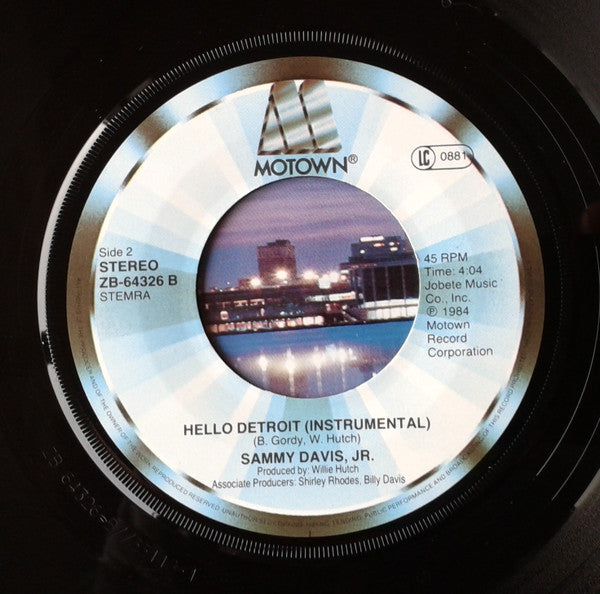 MOTOWN®
LC 0881
Side 2
STEREO
ZB-64326 B
STEMRA
45 RPM
Time: 4:04
Jobete Music
Co., Inc.
℗ 1984
Motown
Record
Corporation
HELLO DETROIT (INSTRUMENTAL)
(B. Gordy, W. Hutch)
SAMMY DAVIS, JR.
Produced by: Willie Hutch
Associate Producers: Shirley Rhodes, Billy Davis